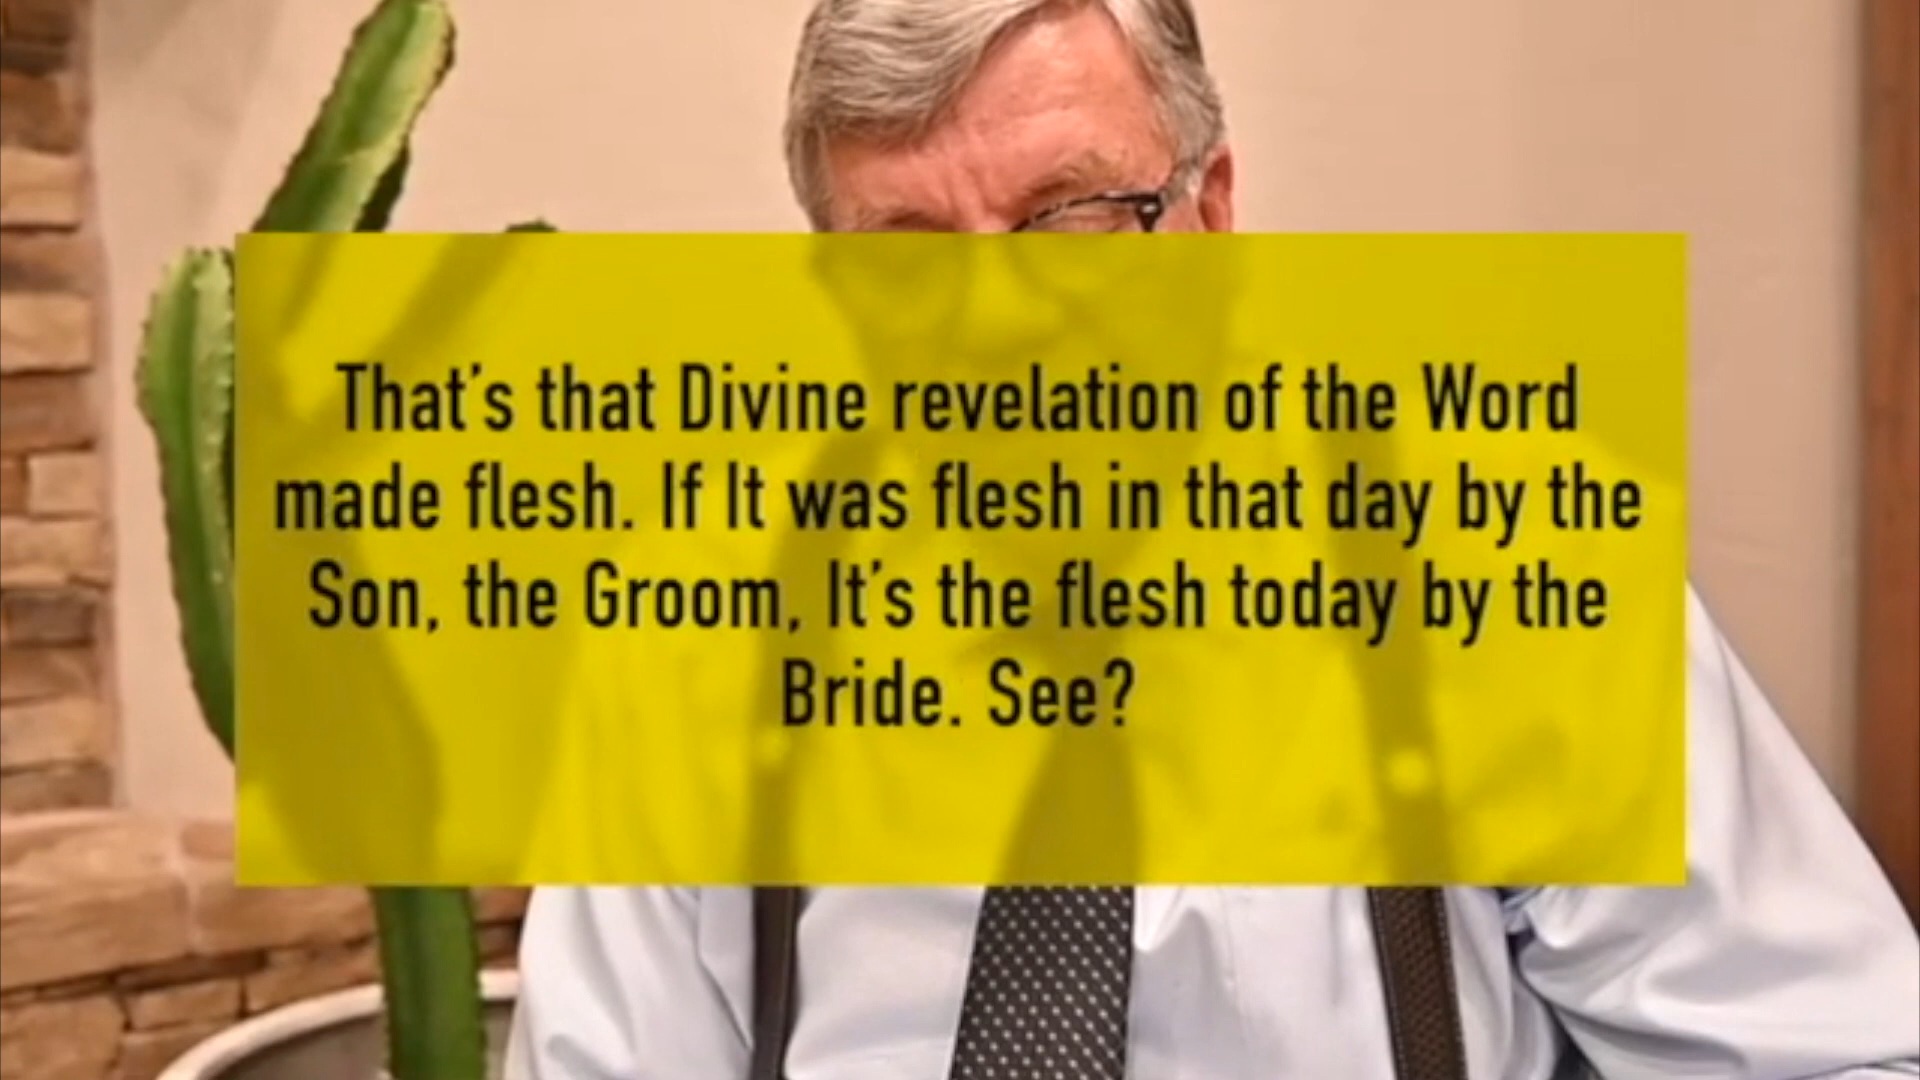 That's that Divine revelation of the Word
made flesh. If It was flesh in that day by the
Son, the Groom, It's the flesh today by the
Bride. See?